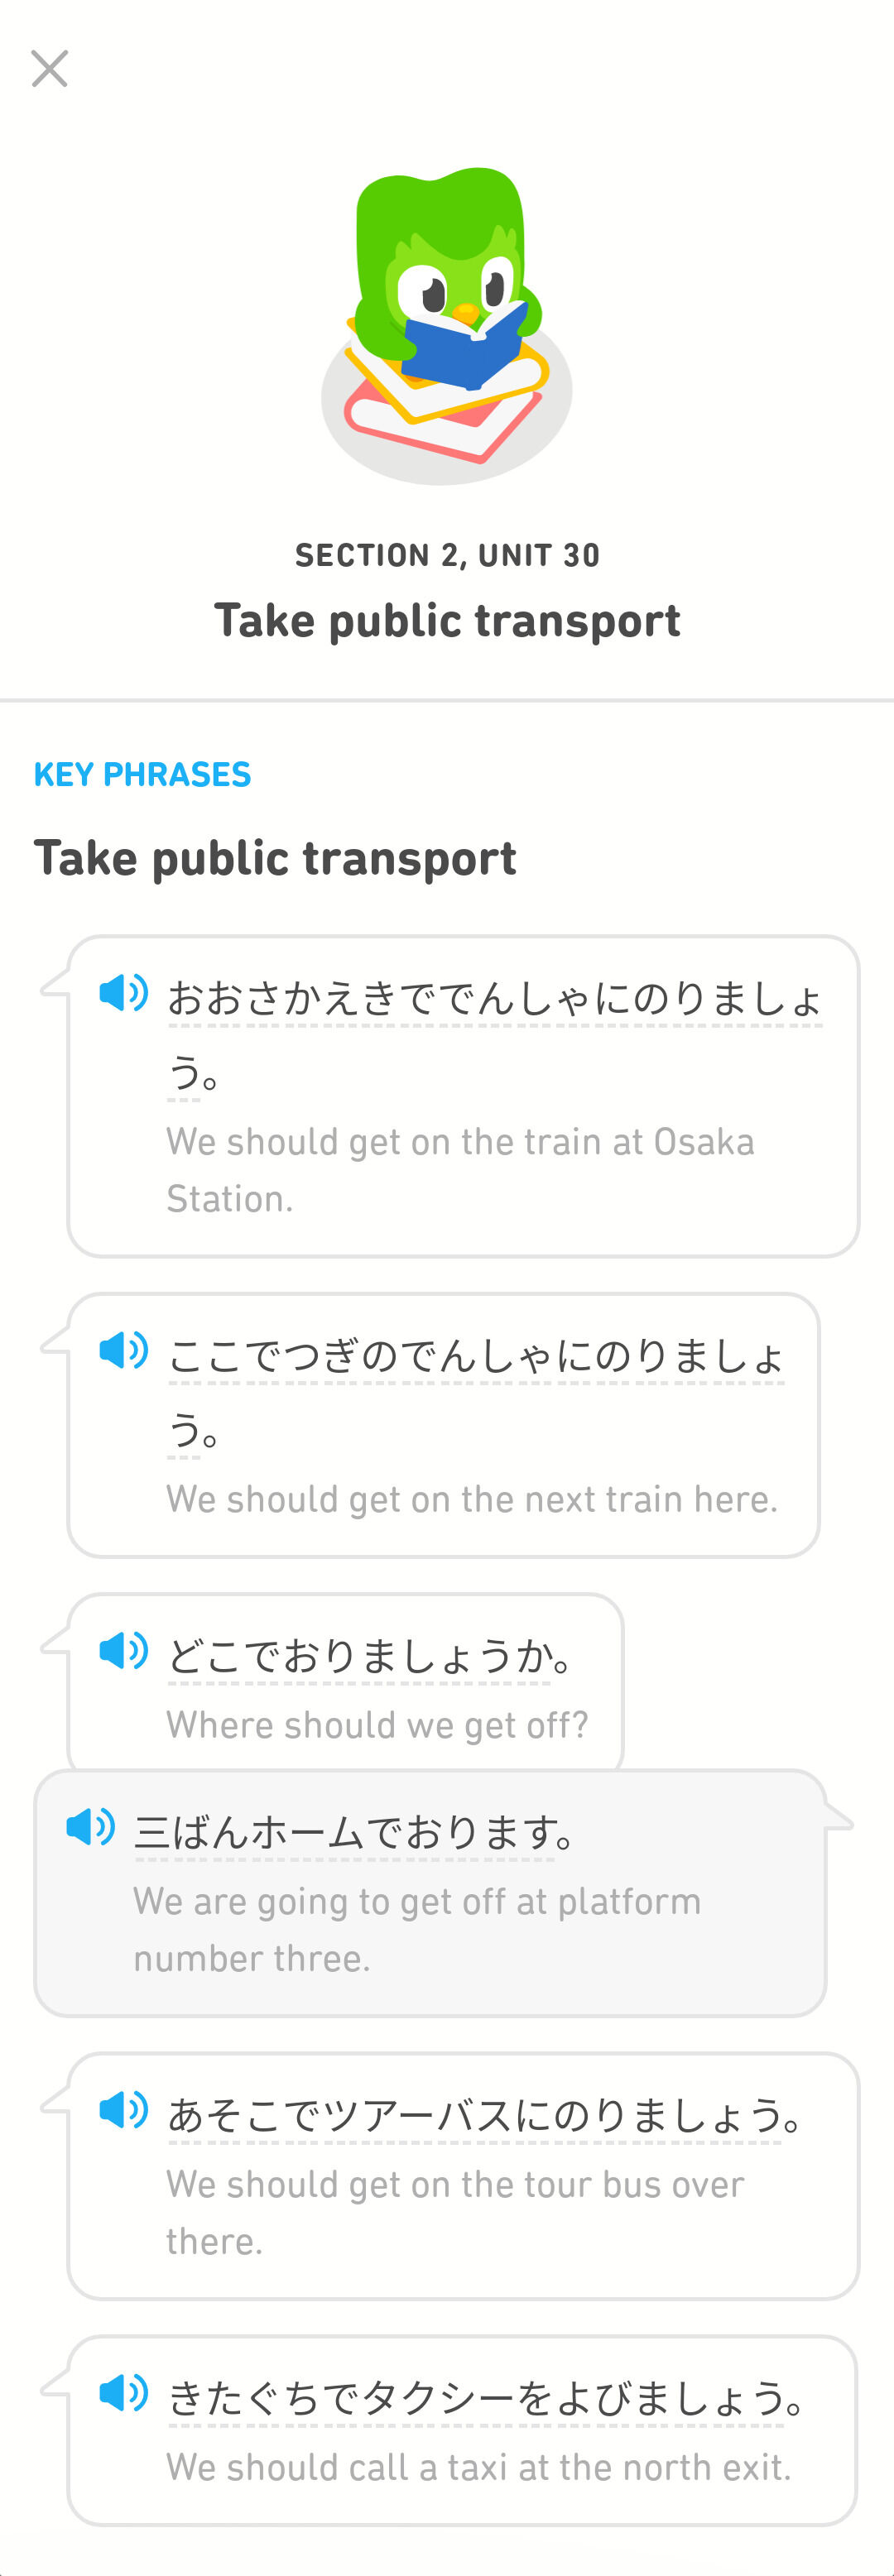 SECTION 2, UNIT 30
Take public transport
KEY PHRASES
Take public transport
おおさかえきででんしゃにのりましょ
う。
We should get on the train at Osaka
Station.
ここでつぎのでんしゃにのりましょ
う。
We should get on the next train here.
どこでおりましょうか。
Where should we get off?
三ばんホームでおります。
We are going to get off at platform
number three.
あそこでツアーバスにのりましょう。
We should get on the tour bus over
there.
きたぐちでタクシーをよびましょう。
We should call a taxi at the north exit.